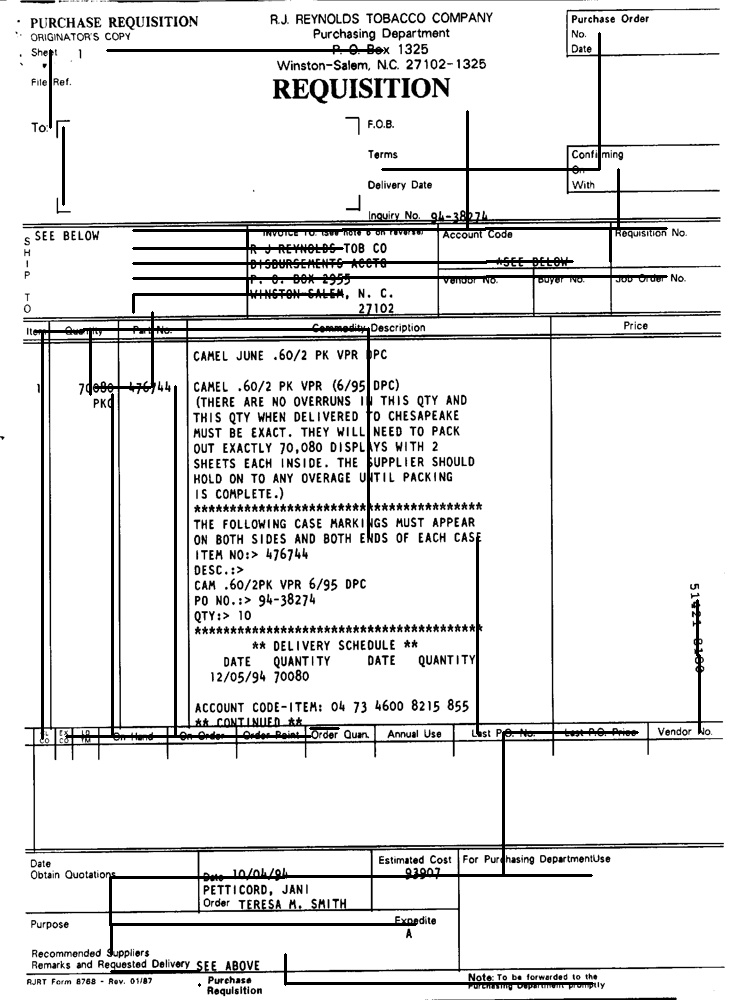 PURCHASE REQUISITION
ORIGINATOR'S COPY
Sheet 1
File Ref.
R.J. REYNOLDS TOBACCO COMPANY
Purchasing Department
P. O. Box 1325
Winston-Salem, N.C. 27102-1325
REQUISITION
Purchase Order
No.
Date
To:
F.O.B.
Terms
Delivery Date
Confirming
On
With
Inquiry No. 94-38274
SHIP TO
SEE BELOW
INVOICE TO: (see note 6 on reverse)
R J REYNOLDS TOB CO
DISBURSEMENTS ACCTG
P. O. BOX 2955
WINSTON-SALEM, N. C.
27102
Account Code
*SEE BELOW
Requisition No.
Vendor No. Buyer No. Job Order No.
Item Quantity Part No. Commodity Description Price
CAMEL JUNE .60/2 PK VPR DPC
1 70080 476744 CAMEL .60/2 PK VPR (6/95 DPC)
PKG (THERE ARE NO OVERRUNS IN THIS QTY AND
THIS QTY WHEN DELIVERED TO CHESAPEAKE
MUST BE EXACT. THEY WILL NEED TO PACK
OUT EXACTLY 70,080 DISPLAYS WITH 2
SHEETS EACH INSIDE. THE SUPPLIER SHOULD
HOLD ON TO ANY OVERAGE UNTIL PACKING
IS COMPLETE.)
****************************************
THE FOLLOWING CASE MARKINGS MUST APPEAR
ON BOTH SIDES AND BOTH ENDS OF EACH CASE
ITEM NO:> 476744
DESC.:>
CAM .60/2PK VPR 6/95 DPC
PO NO.:> 94-38274
QTY:> 10
****************************************
** DELIVERY SCHEDULE **
DATE QUANTITY DATE QUANTITY
12/05/94 70080
ACCOUNT CODE-ITEM: 04 73 4600 8215 855
** CONTINUED **
On Hand On Order Order Point Order Quan. Annual Use Last P.O. No. Last P.O. Price Vendor No.
Date
Obtain Quotations
Date 10/04/94
PETTICORD, JANI
Order TERESA M. SMITH
Estimated Cost
93907
For Purchasing Department Use
Purpose
Expedite
A
Recommended Suppliers
Remarks and Requested Delivery SEE ABOVE
RJRT Form 8768 - Rev. 01/87
Purchase
Requisition
Note: To be forwarded to the
Purchasing Department promptly